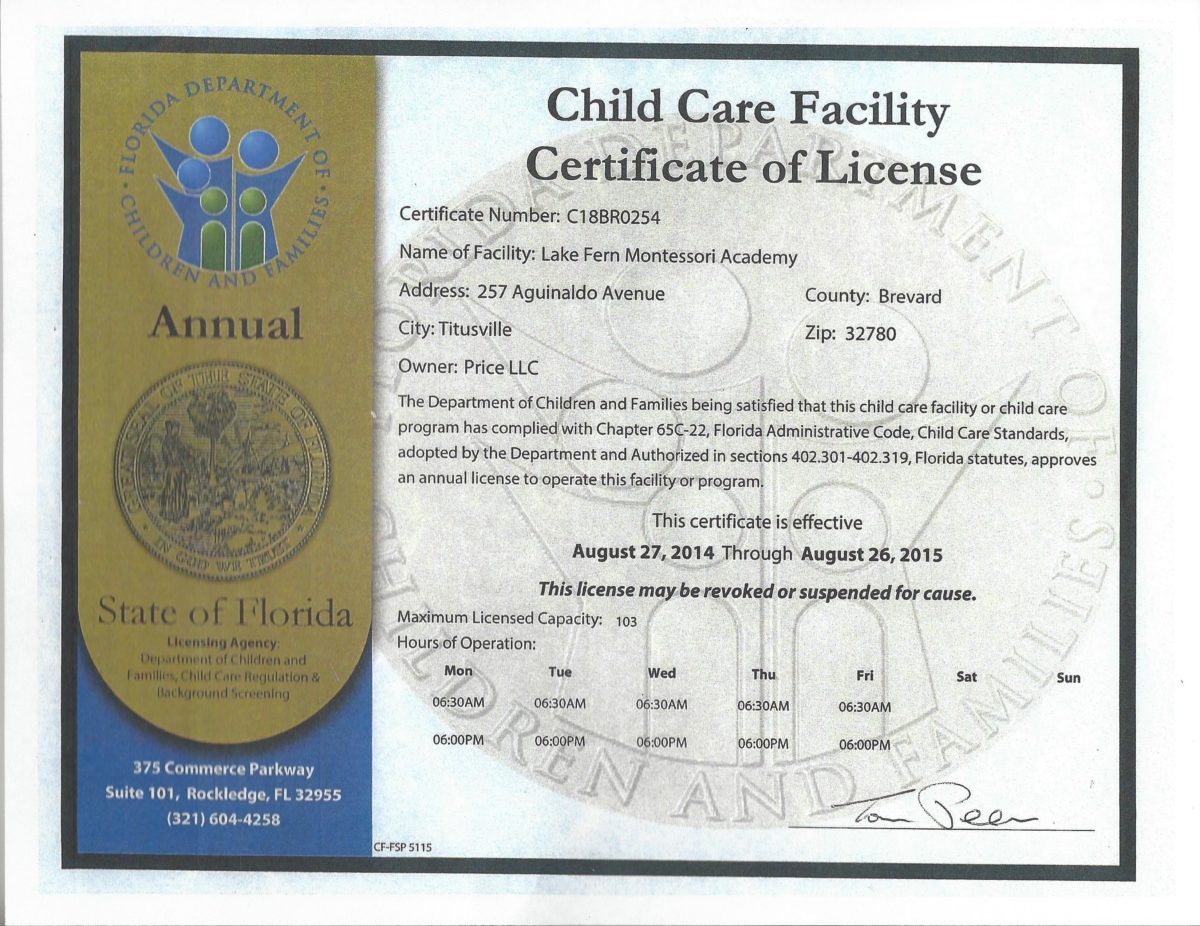 FLORIDA DEPARTMENT OF
• CHILDREN AND FAMILIES •
Annual
GREAT SEAL OF THE STATE OF FLORIDA
• IN GOD WE TRUST •
State of Florida
Licensing Agency:
Department of Children and
Families, Child Care Regulation &
Background Screening
375 Commerce Parkway
Suite 101, Rockledge, FL 32955
(321) 604-4258
Child Care Facility
Certificate of License
Certificate Number: C18BR0254
Name of Facility: Lake Fern Montessori Academy
Address: 257 Aguinaldo Avenue County: Brevard
City: Titusville Zip: 32780
Owner: Price LLC
The Department of Children and Families being satisfied that this child care facility or child care
program has complied with Chapter 65C-22, Florida Administrative Code, Child Care Standards,
adopted by the Department and Authorized in sections 402.301-402.319, Florida statutes, approves
an annual license to operate this facility or program.
This certificate is effective
August 27, 2014 Through August 26, 2015
This license may be revoked or suspended for cause.
Maximum Licensed Capacity: 103
Hours of Operation:
Mon Tue Wed Thu Fri Sat Sun
06:30AM 06:30AM 06:30AM 06:30AM 06:30AM
06:00PM 06:00PM 06:00PM 06:00PM 06:00PM
CF-FSP 5115
FLORIDA DEPARTMENT OF
CHILDREN AND FAMILIES